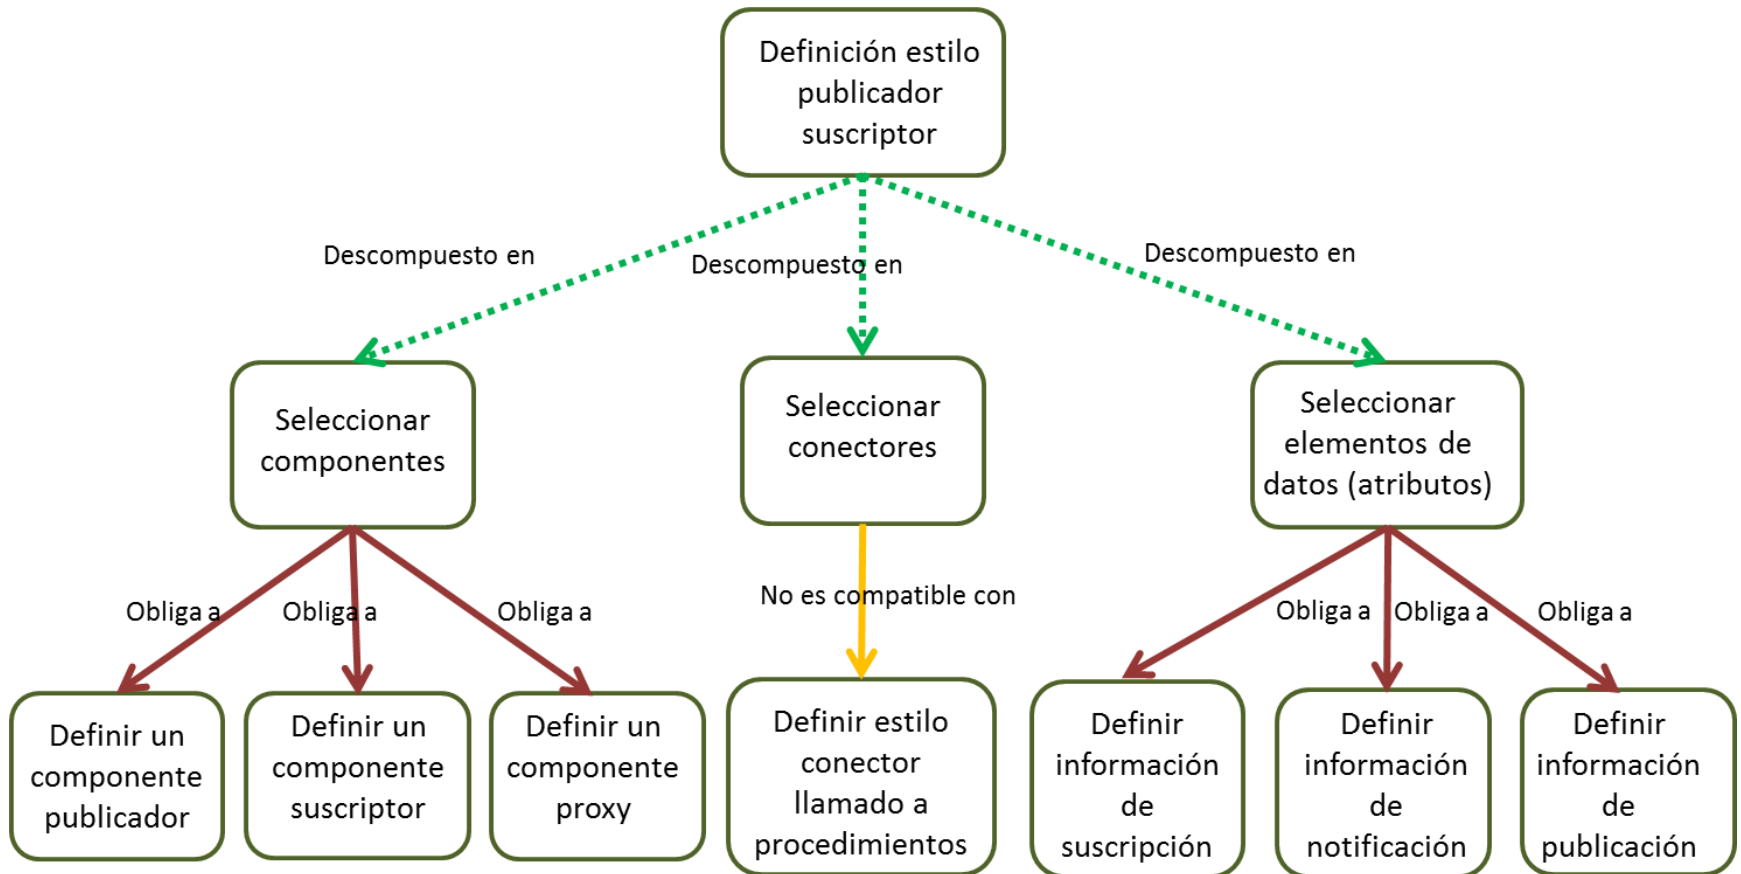 Definición estilo
publicador
suscriptor
Descompuesto en
Descompuesto en
Descompuesto en
Seleccionar
componentes
Seleccionar
conectores
Seleccionar
elementos de
datos (atributos)
Obliga a
Obliga a
Obliga a
No es compatible con
Obliga a
Obliga a
Obliga a
Definir un
componente
publicador
Definir un
componente
suscriptor
Definir un
componente
proxy
Definir estilo
conector
llamado a
procedimientos
Definir
información
de
suscripción
Definir
información
de
notificación
Definir
información
de
publicación